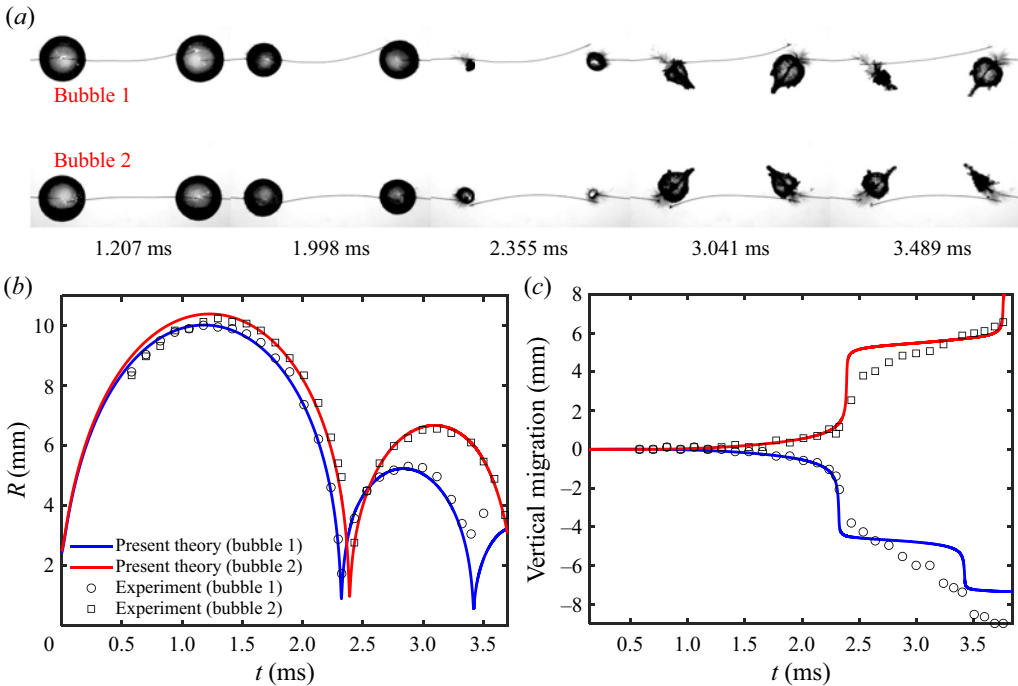 (a)
Bubble 1
Bubble 2
1.207 ms
1.998 ms
2.355 ms
3.041 ms
3.489 ms
(b)
10
8
6
4
2
0
0.5
1.0
1.5
2.0
2.5
3.0
3.5
R (mm)
t (ms)
Present theory (bubble 1)
Present theory (bubble 2)
Experiment (bubble 1)
Experiment (bubble 2)
(c)
8
6
4
2
0
−2
−4
−6
−8
0.5
1.0
1.5
2.0
2.5
3.0
3.5
Vertical migration (mm)
t (ms)